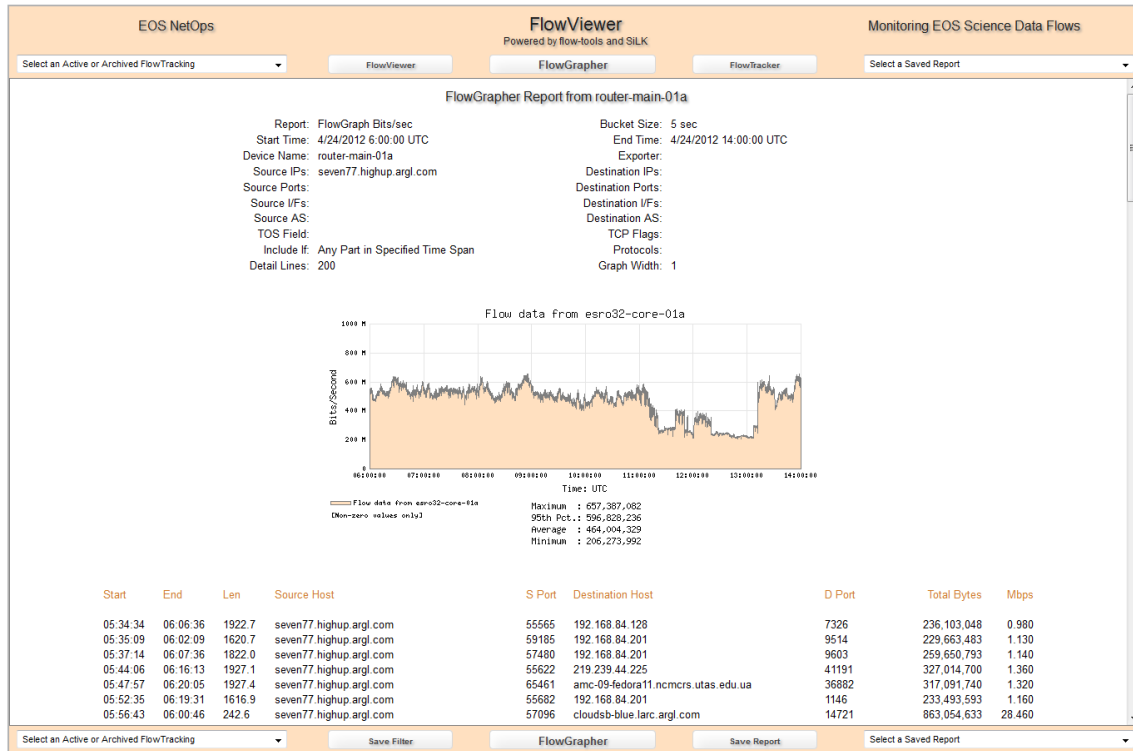 EOS NetOps
FlowViewer
Powered by flow-tools and SiLK
Monitoring EOS Science Data Flows
Select an Active or Archived FlowTracking
FlowViewer
FlowGrapher
FlowTracker
Select a Saved Report
FlowGrapher Report from router-main-01a
Report: FlowGraph Bits/sec Bucket Size: 5 sec
Start Time: 4/24/2012 6:00:00 UTC End Time: 4/24/2012 14:00:00 UTC
Device Name: router-main-01a Exporter:
Source IPs: seven77.highup.argl.com Destination IPs:
Source Ports: Destination Ports:
Source I/Fs: Destination I/Fs:
Source AS: Destination AS:
TOS Field: TCP Flags:
Include If: Any Part in Specified Time Span Protocols:
Detail Lines: 200 Graph Width: 1
Flow data from esro32-core-01a
1000 M
800 M
600 M
400 M
200 M
0
Bits/Second
06:00:00 07:00:00 08:00:00 09:00:00 10:00:00 11:00:00 12:00:00 13:00:00 14:00:00
Time: UTC
Flow data from esro32-core-01a
[Non-zero values only]
Maximum : 657,387,082
95th Pct.: 596,828,236
Average : 464,004,329
Minimum : 206,273,992
Start End Len Source Host S Port Destination Host D Port Total Bytes Mbps
05:34:34 06:06:36 1922.7 seven77.highup.argl.com 55565 192.168.84.128 7326 236,103,048 0.980
05:35:09 06:02:09 1620.7 seven77.highup.argl.com 59185 192.168.84.201 9514 229,663,483 1.130
05:37:14 06:07:36 1822.0 seven77.highup.argl.com 57480 192.168.84.201 9603 259,650,793 1.140
05:44:06 06:16:13 1927.1 seven77.highup.argl.com 55622 219.239.44.225 41191 327,014,700 1.360
05:47:57 06:20:05 1927.4 seven77.highup.argl.com 65461 amc-09-fedora11.ncmcrs.utas.edu.ua 36882 317,091,740 1.320
05:52:35 06:19:31 1616.9 seven77.highup.argl.com 55682 192.168.84.201 1146 233,493,593 1.160
05:56:43 06:00:46 242.6 seven77.highup.argl.com 57096 cloudsb-blue.larc.argl.com 14721 863,054,633 28.460
Select an Active or Archived FlowTracking
Save Filter
FlowGrapher
Save Report
Select a Saved Report